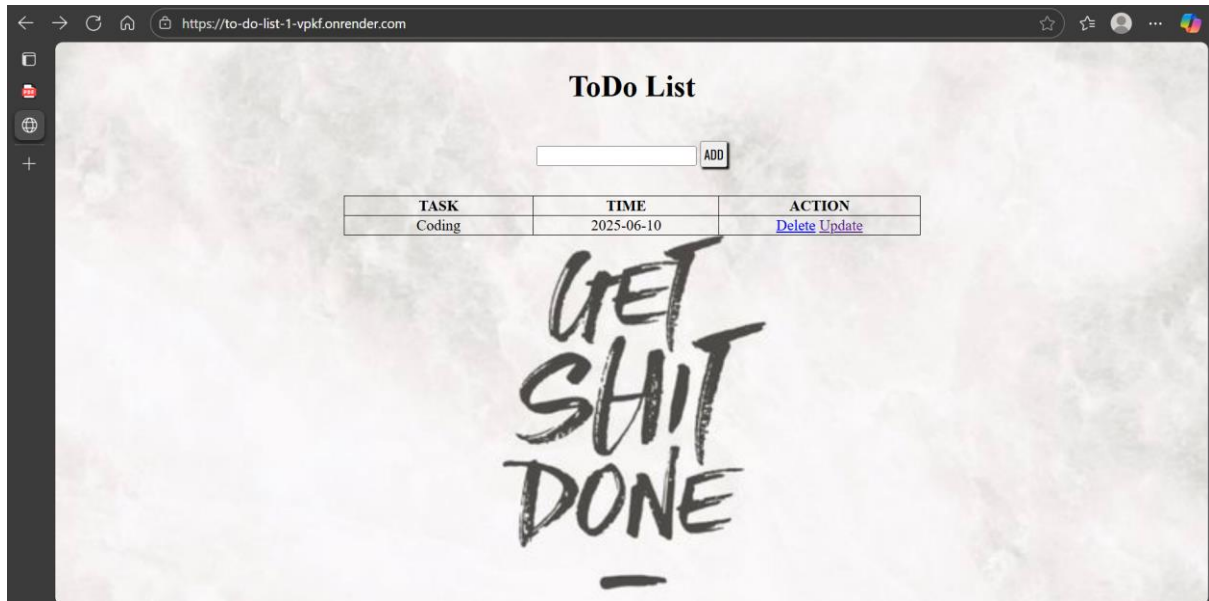 https://to-do-list-1-vpkf.onrender.com
PDF
ToDo List
ADD
TASK TIME ACTION
Coding 2025-06-10 Delete Update
GET
SHIT
DONE